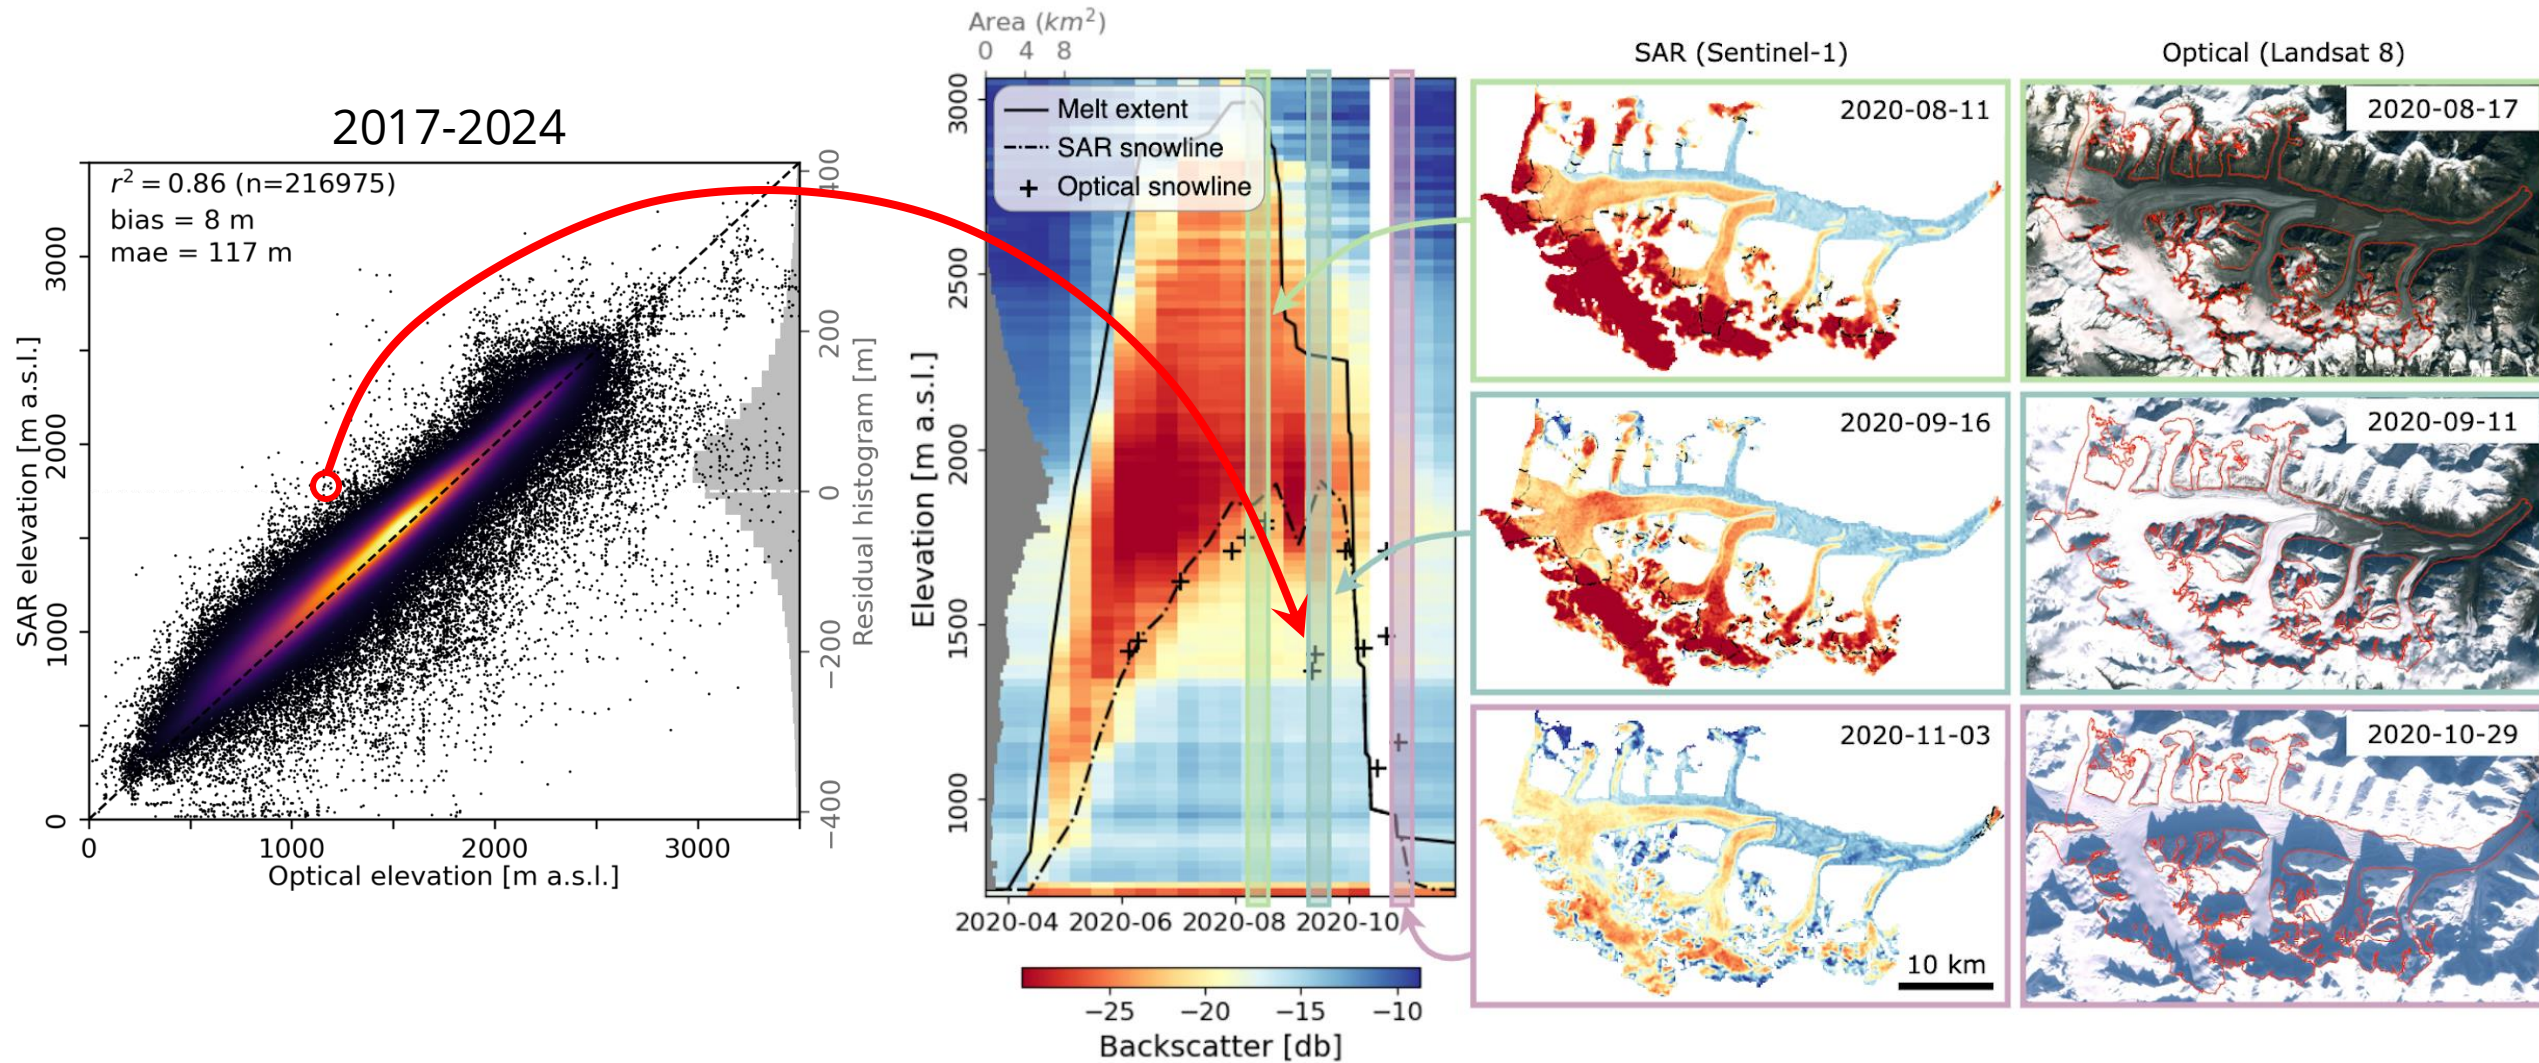 2017-2024
r² = 0.86 (n=216975)
bias = 8 m
mae = 117 m
SAR elevation [m a.s.l.]
3000
2000
1000
0
0
1000
2000
3000
Optical elevation [m a.s.l.]
400
200
0
−200
−400
Residual histogram [m]
Area (km²)
0 4 8
Melt extent
SAR snowline
Optical snowline
Elevation [m a.s.l.]
3000
2500
2000
1500
1000
2020-04 2020-06 2020-08 2020-10
−25 −20 −15 −10
Backscatter [db]
SAR (Sentinel-1)
Optical (Landsat 8)
2020-08-11
2020-08-17
2020-09-16
2020-09-11
2020-11-03
2020-10-29
10 km